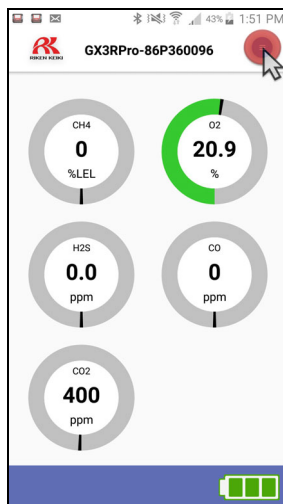 43% 1:51 PM
RIKEN KEIKI
GX3RPro-86P360096
CH4
0
%LEL
O2
20.9
%
H2S
0.0
ppm
CO
0
ppm
CO2
400
ppm